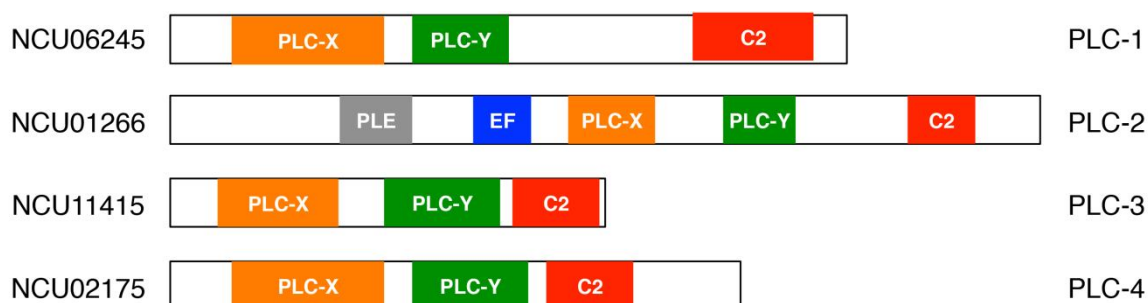 NCU06245 PLC-X PLC-Y C2 PLC-1
NCU01266 PLE EF PLC-X PLC-Y C2 PLC-2
NCU11415 PLC-X PLC-Y C2 PLC-3
NCU02175 PLC-X PLC-Y C2 PLC-4